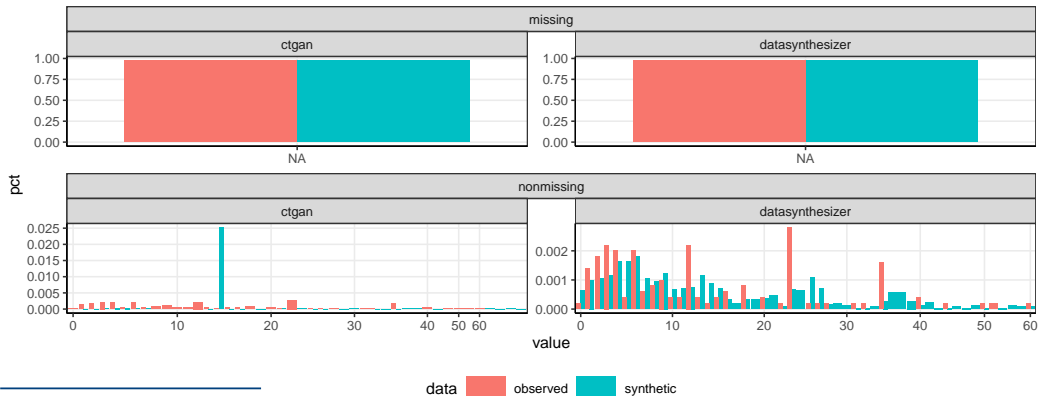 missing
ctgan datasynthesizer
1.00 1.00
0.75 0.75
0.50 0.50
0.25 0.25
0.00 0.00
NA NA
pct
nonmissing
ctgan datasynthesizer
0.025
0.020 0.002
0.015
0.010 0.001
0.005
0.000 0.000
0 10 20 30 40 50 60 0 10 20 30 40 50 60
value
data observed synthetic